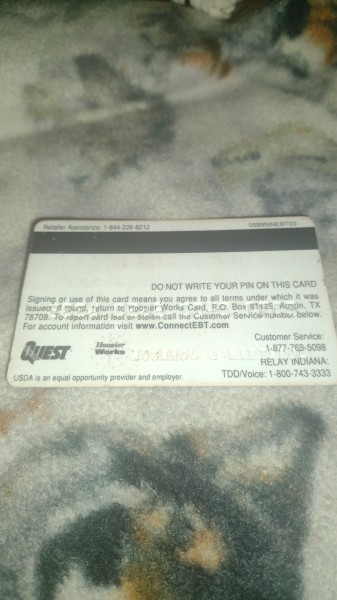 Retailer Assistance: 1-844-228-9212
DO NOT WRITE YOUR PIN ON THIS CARD
Signing or use of this card means you agree to all terms under which it was
issued. If found, return to Hoosier Works Card, P.O. Box 81129, Austin, TX
78708. To report card lost or stolen call the Customer Service number below.
For account information visit www.ConnectEBT.com
Customer Service:
1-877-768-5098
RELAY INDIANA:
TDD/Voice: 1-800-743-3333
QUEST
Hoosier
Works
USDA is an equal opportunity provider and employer.